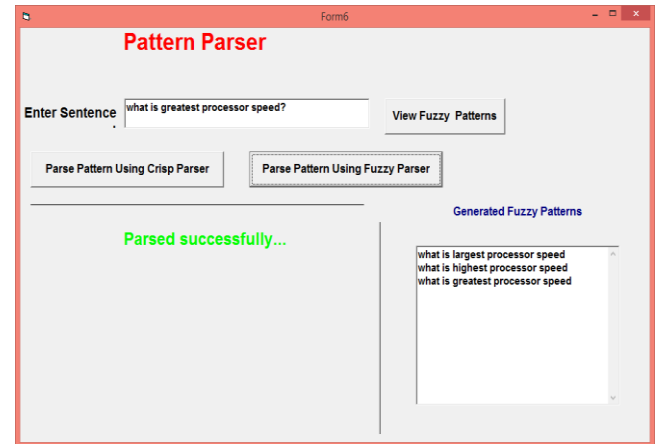 Form6
Pattern Parser
Enter Sentence
what is greatest processor speed?
View Fuzzy Patterns
Parse Pattern Using Crisp Parser
Parse Pattern Using Fuzzy Parser
Generated Fuzzy Patterns
Parsed successfully...
what is largest processor speed
what is highest processor speed
what is greatest processor speed